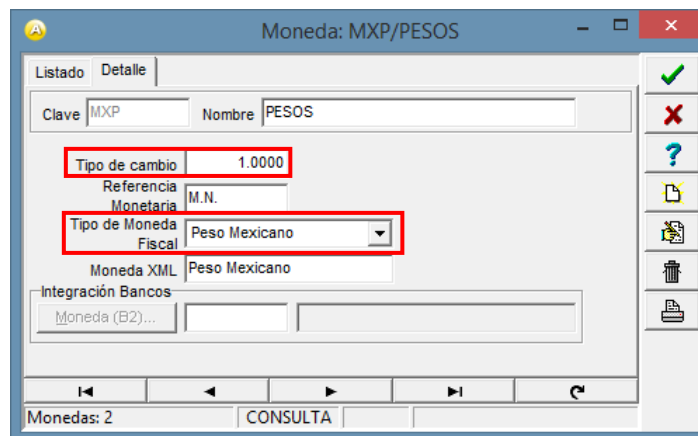 A
Moneda: MXP/PESOS
Listado Detalle
Clave MXP Nombre PESOS
Tipo de cambio 1.0000
Referencia
Monetaria M.N.
Tipo de Moneda
Fiscal Peso Mexicano
Moneda XML Peso Mexicano
Integración Bancos
Moneda (B2)...
Monedas: 2 CONSULTA